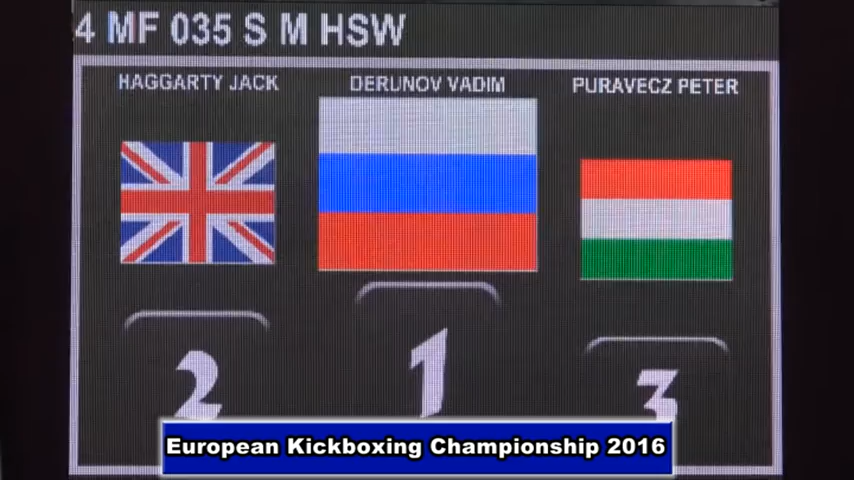 4 MF 035 S M HSW
HAGGARTY JACK
DERUNOV VADIM
PURAVECZ PETER
2
1
3
European Kickboxing Championship 2016